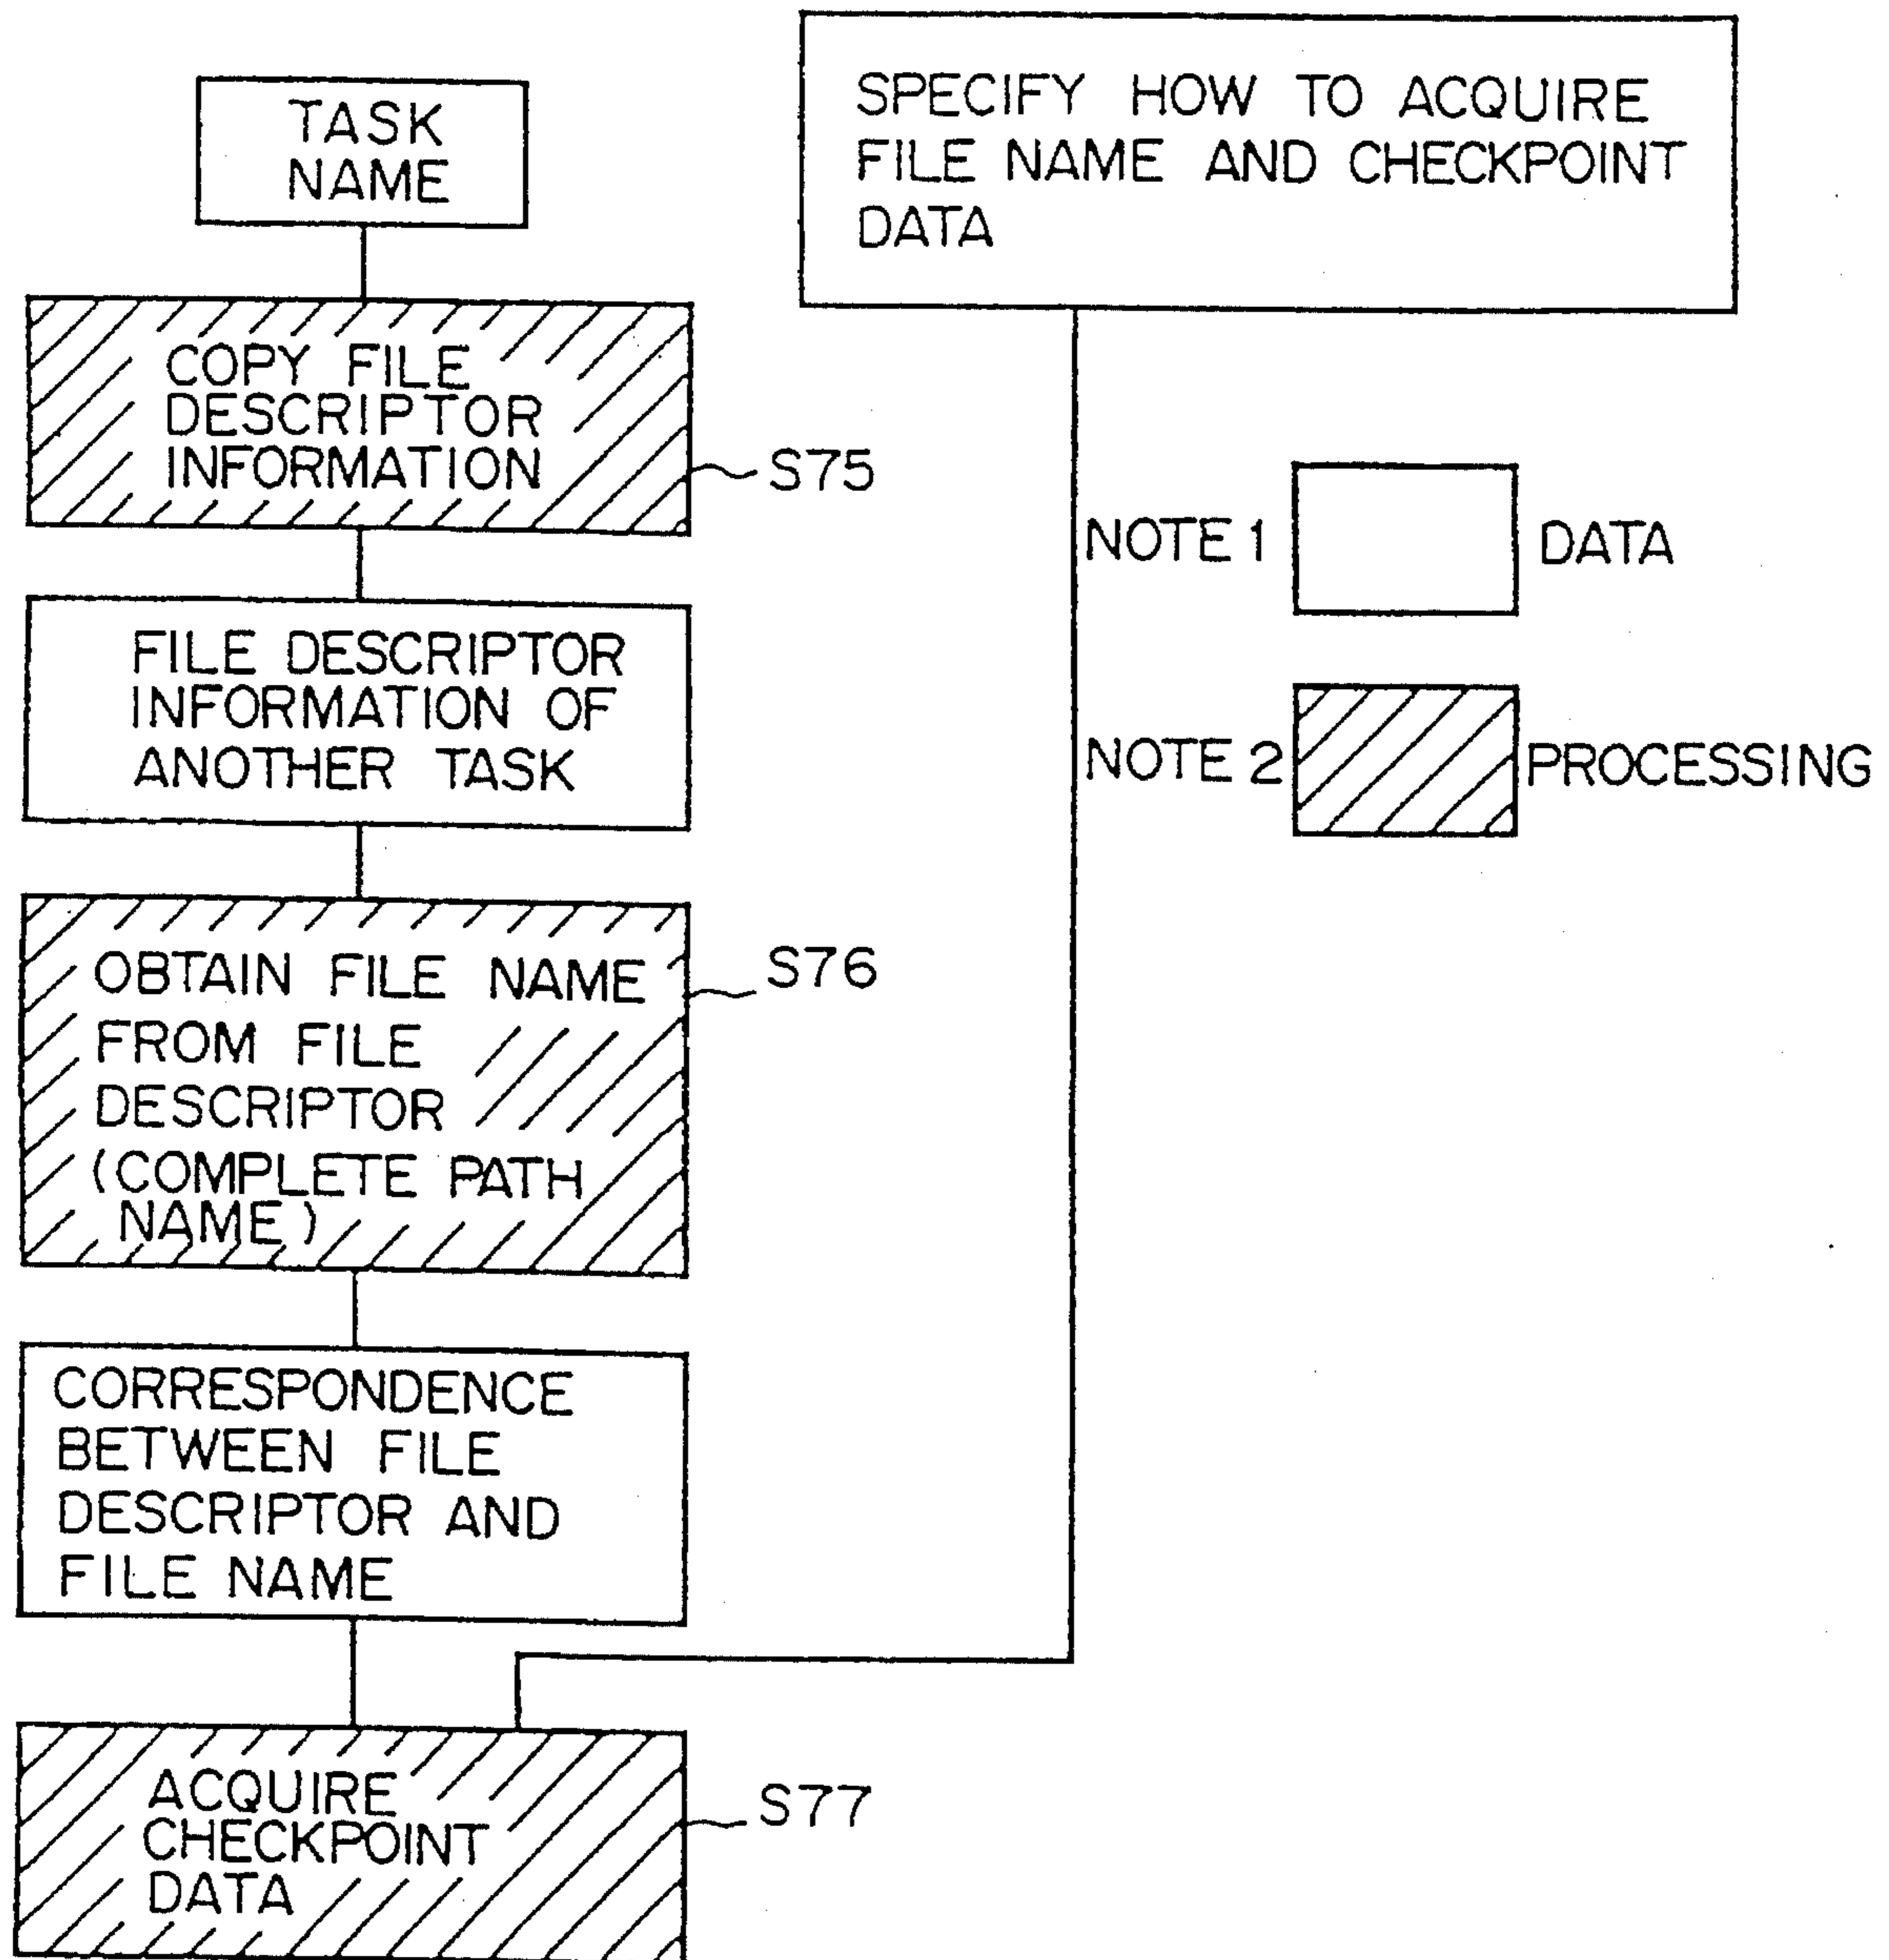 TASK
NAME
SPECIFY HOW TO ACQUIRE
FILE NAME AND CHECKPOINT
DATA
COPY FILE
DESCRIPTOR
INFORMATION
S75
NOTE 1
DATA
FILE DESCRIPTOR
INFORMATION OF
ANOTHER TASK
NOTE 2
PROCESSING
OBTAIN FILE NAME
FROM FILE
DESCRIPTOR
(COMPLETE PATH
NAME)
S76
CORRESPONDENCE
BETWEEN FILE
DESCRIPTOR AND
FILE NAME
ACQUIRE
CHECKPOINT
DATA
S77